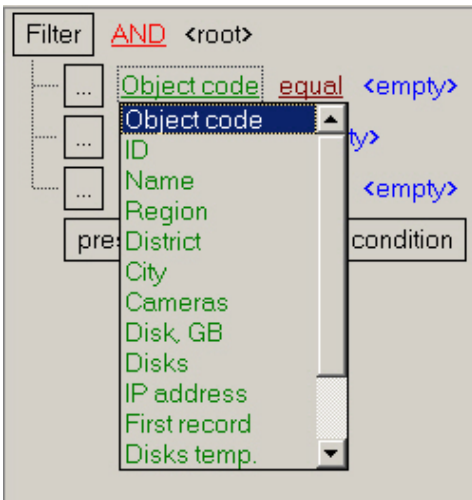 Filter AND <root>
... Object code equal <empty>
Object code
ID
... ty>
Name
... <empty>
Region
District
pre condition
City
Cameras
Disk, GB
Disks
IP address
First record
Disks temp.